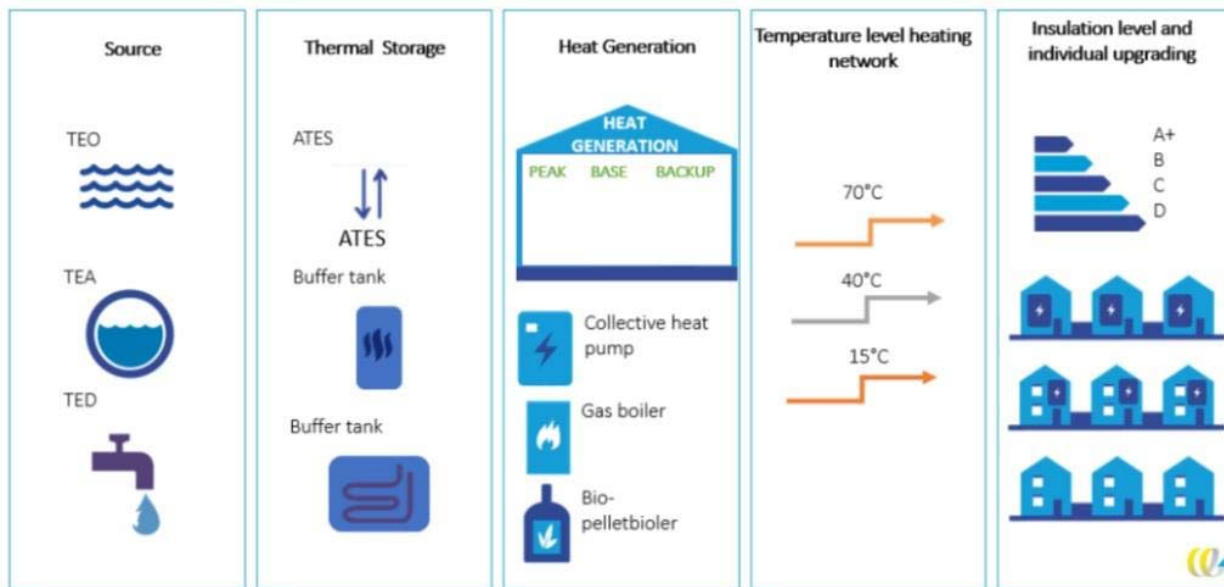 Source
TEO
TEA
TED
Thermal Storage
ATES
ATES
Buffer tank
Buffer tank
Heat Generation
HEAT
GENERATION
PEAK BASE BACKUP
Collective heat
pump
Gas boiler
Bio-
pelletbioler
Temperature level heating
network
70°C
40°C
15°C
Insulation level and
individual upgrading
A+
B
C
D